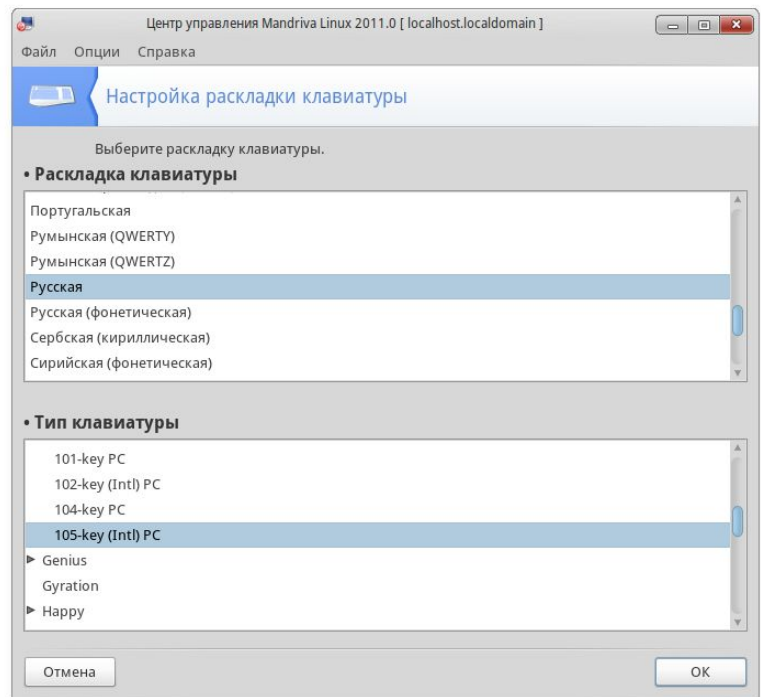 Центр управления Mandriva Linux 2011.0 [ localhost.localdomain ]
Файл Опции Справка
Настройка раскладки клавиатуры
Выберите раскладку клавиатуры.
• Раскладка клавиатуры
Португальская
Румынская (QWERTY)
Румынская (QWERTZ)
Русская
Русская (фонетическая)
Сербская (кириллическая)
Сирийская (фонетическая)
• Тип клавиатуры
101-key PC
102-key (Intl) PC
104-key PC
105-key (Intl) PC
Genius
Gyration
Happy
Отмена
OK